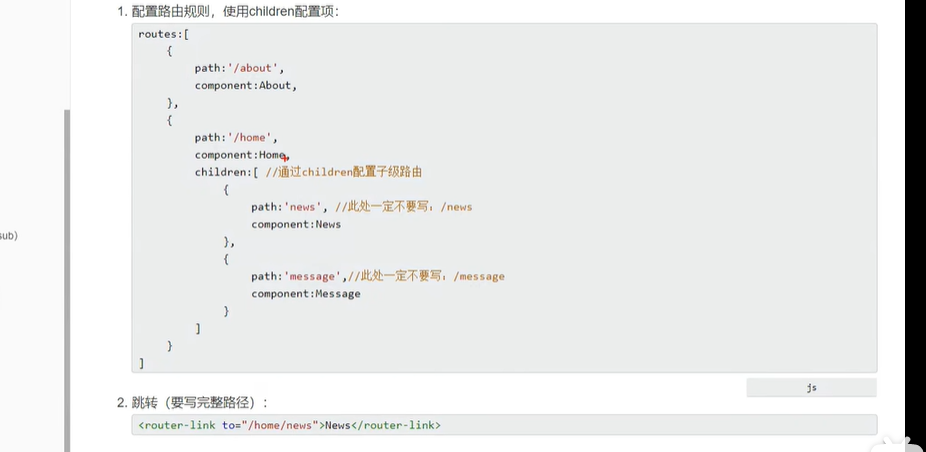 1. 配置路由规则，使用children配置项：
routes:[
{
path:'/about',
component:About,
},
{
path:'/home',
component:Home,
children:[ //通过children配置子级路由
{
path:'news', //此处一定不要写：/news
component:News
},
{
path:'message',//此处一定不要写：/message
component:Message
}
]
}
]
sub)
js
2. 跳转（要写完整路径）：
<router-link to="/home/news">News</router-link>